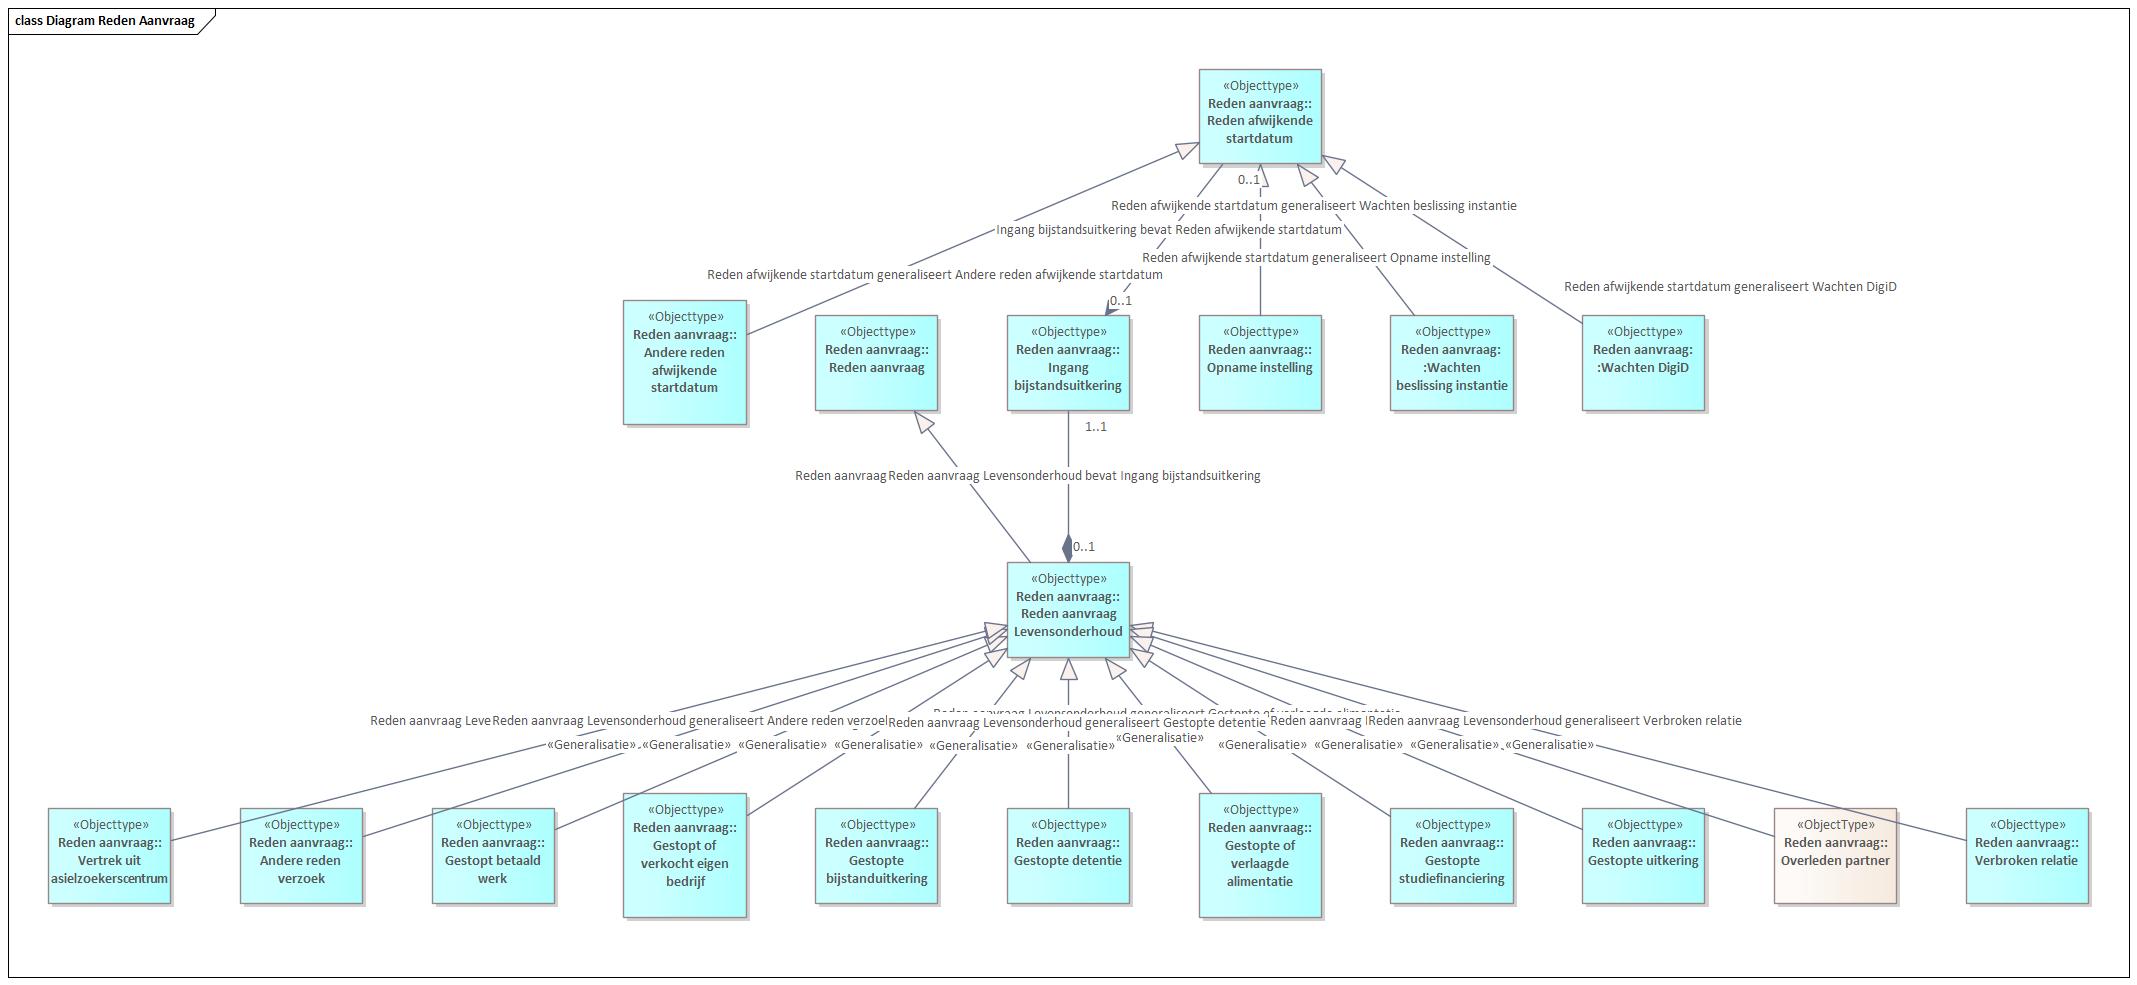 class Diagram Reden Aanvraag
«Objecttype»
Reden aanvraag::
Reden afwijkende
startdatum
0..1
Reden afwijkende startdatum generaliseert Wachten beslissing instantie
Ingang bijstandsuitkering bevat Reden afwijkende startdatum
Reden afwijkende startdatum generaliseert Opname instelling
Reden afwijkende startdatum generaliseert Andere reden afwijkende startdatum
Reden afwijkende startdatum generaliseert Wachten DigiD
0..1
«Objecttype»
Reden aanvraag::
Andere reden
afwijkende
startdatum
«Objecttype»
Reden aanvraag::
Reden aanvraag
«Objecttype»
Reden aanvraag::
Ingang
bijstandsuitkering
«Objecttype»
Reden aanvraag::
Opname instelling
«Objecttype»
Reden aanvraag:
:Wachten
beslissing instantie
«Objecttype»
Reden aanvraag:
:Wachten DigiD
1..1
Reden aanvraag
Reden aanvraag Levensonderhoud bevat Ingang bijstandsuitkering
0..1
«Objecttype»
Reden aanvraag::
Reden aanvraag
Levensonderhoud
Reden aanvraag Leve
Reden aanvraag Levensonderhoud generaliseert Andere reden verzoe
Reden aanvraag Levensonderhoud generaliseert Gestopte detentie
Reden aanvraag
Reden aanvraag Levensonderhoud generaliseert Verbroken relatie
«Generalisatie»
«Generalisatie»
«Generalisatie»
«Generalisatie»
«Generalisatie»
«Generalisatie»
«Generalisatie»
«Generalisatie»
«Generalisatie»
«Generalisatie»
«Generalisatie»
«Objecttype»
Reden aanvraag::
Vertrek uit
asielzoekerscentrum
«Objecttype»
Reden aanvraag::
Andere reden
verzoek
«Objecttype»
Reden aanvraag::
Gestopt betaald
werk
«Objecttype»
Reden aanvraag::
Gestopt of
verkocht eigen
bedrijf
«Objecttype»
Reden aanvraag::
Gestopte
bijstanduitkering
«Objecttype»
Reden aanvraag::
Gestopte detentie
«Objecttype»
Reden aanvraag::
Gestopte of
verlaagde
alimentatie
«Objecttype»
Reden aanvraag::
Gestopte
studiefinanciering
«Objecttype»
Reden aanvraag::
Gestopte uitkering
«ObjectType»
Reden aanvraag::
Overleden partner
«Objecttype»
Reden aanvraag::
Verbroken relatie